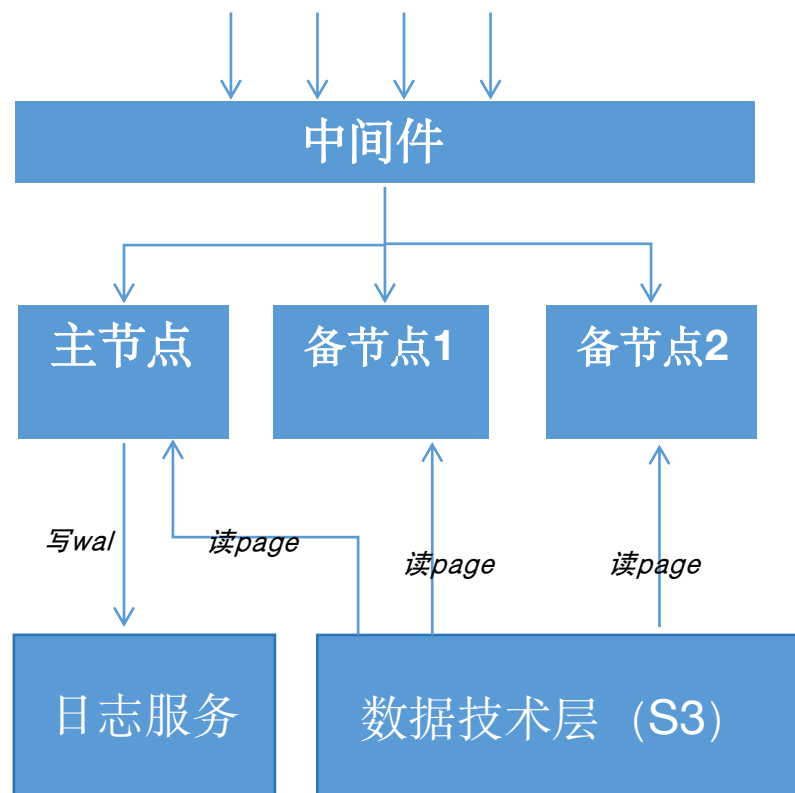 中间件
主节点
备节点1
备节点2
写wal
读page
读page
读page
日志服务
数据技术层（S3）